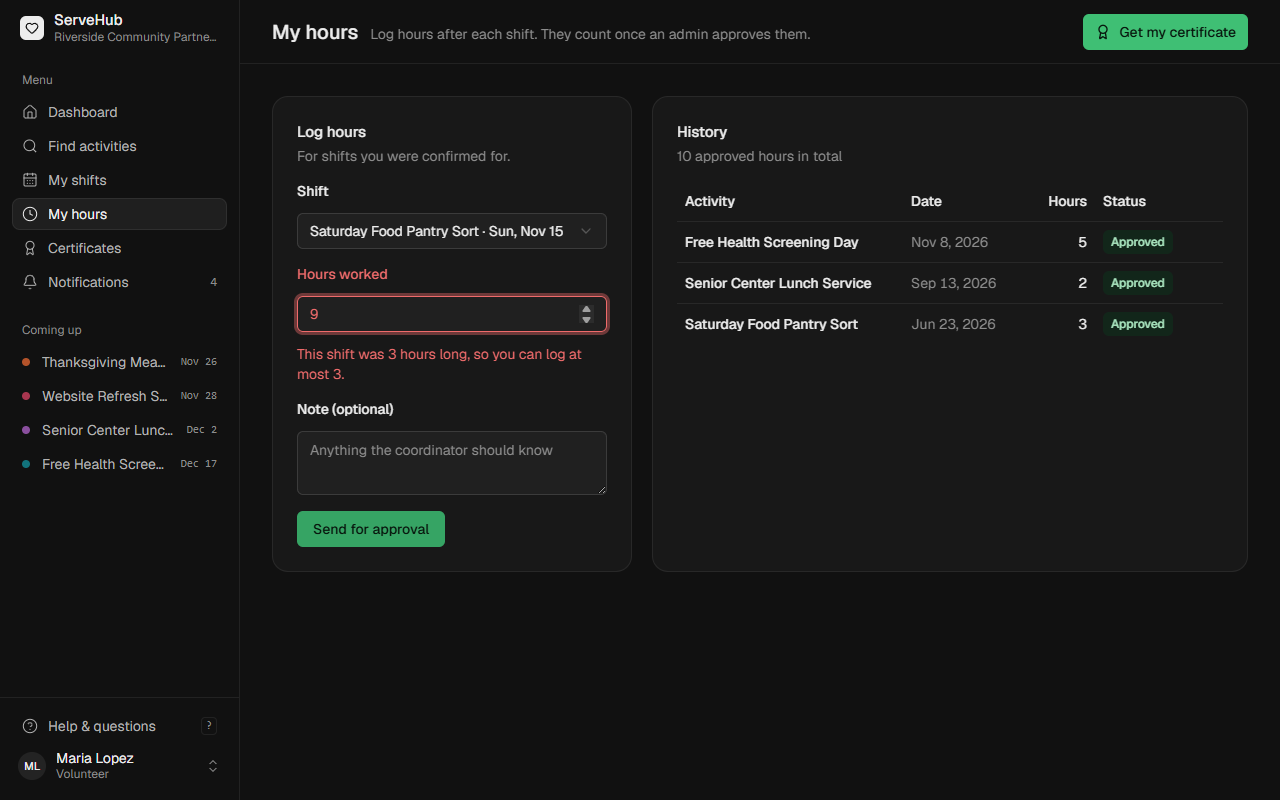 ServeHub
Riverside Community Partne...
Menu
Dashboard
Find activities
My shifts
My hours
Certificates
Notifications 4
Coming up
Thanksgiving Mea... Nov 26
Website Refresh S... Nov 28
Senior Center Lunc... Dec 2
Free Health Scree... Dec 17
Help & questions ?
ML
Maria Lopez
Volunteer
My hours Log hours after each shift. They count once an admin approves them.
Get my certificate
Log hours
For shifts you were confirmed for.
Shift
Saturday Food Pantry Sort · Sun, Nov 15
Hours worked
9
This shift was 3 hours long, so you can log at
most 3.
Note (optional)
Anything the coordinator should know
Send for approval
History
10 approved hours in total
Activity Date Hours Status
Free Health Screening Day Nov 8, 2026 5 Approved
Senior Center Lunch Service Sep 13, 2026 2 Approved
Saturday Food Pantry Sort Jun 23, 2026 3 Approved